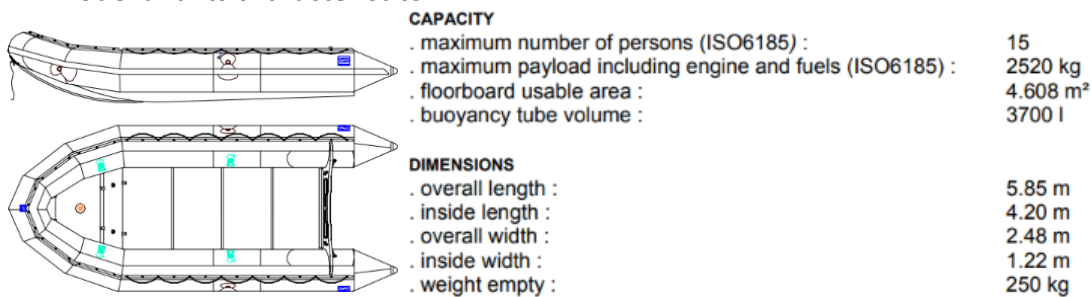 CAPACITY
. maximum number of persons (ISO6185) : 15
. maximum payload including engine and fuels (ISO6185) : 2520 kg
. floorboard usable area : 4.608 m²
. buoyancy tube volume : 3700 l
DIMENSIONS
. overall length : 5.85 m
. inside length : 4.20 m
. overall width : 2.48 m
. inside width : 1.22 m
. weight empty : 250 kg